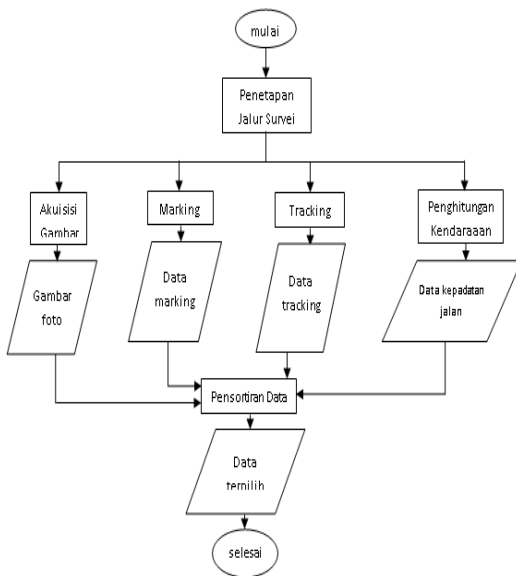 mulai
Penetapan
Jalur Survei
Akuisisi
Gambar
Marking
Tracking
Penghitungan
Kendaraaan
Gambar
foto
Data
marking
Data
tracking
Data kepadatan
jalan
Pensortiran Data
Data
terpilih
selesai